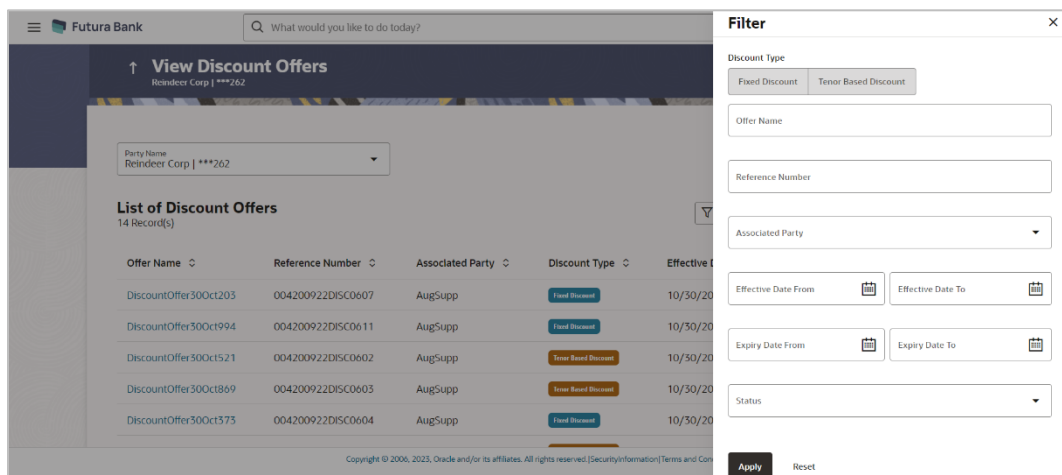 Futura Bank
What would you like to do today?
View Discount Offers
Reindeer Corp | ***262
Party Name
Reindeer Corp | ***262
List of Discount Offers
14 Record(s)
Offer Name Reference Number Associated Party Discount Type Effective D
DiscountOffer30Oct203 004200922DISC0607 AugSupp Fixed Discount 10/30/20
DiscountOffer30Oct994 004200922DISC0611 AugSupp Fixed Discount 10/30/20
DiscountOffer30Oct521 004200922DISC0602 AugSupp Tenor Based Discount 10/30/20
DiscountOffer30Oct869 004200922DISC0603 AugSupp Tenor Based Discount 10/30/20
DiscountOffer30Oct373 004200922DISC0604 AugSupp Fixed Discount 10/30/20
Copyright © 2006, 2023, Oracle and/or its affiliates. All rights reserved.|SecurityInformation|Terms and Con
Filter
Discount Type
Fixed Discount Tenor Based Discount
Offer Name
Reference Number
Associated Party
Effective Date From Effective Date To
Expiry Date From Expiry Date To
Status
Apply Reset